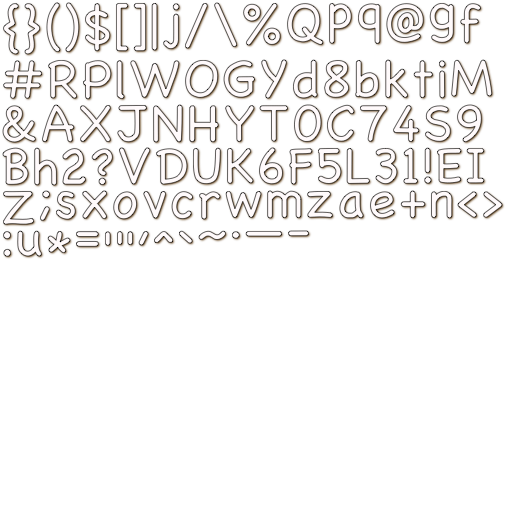 {}()$[]|j/\%Qpq@gf
#RPlWOGyd8bktiM
&AXJNHYT0C74S9
Bh2?VDUK6F5L31!EI
Z;sxovcrwmzae+n<>
:u*="',^`~.—-_